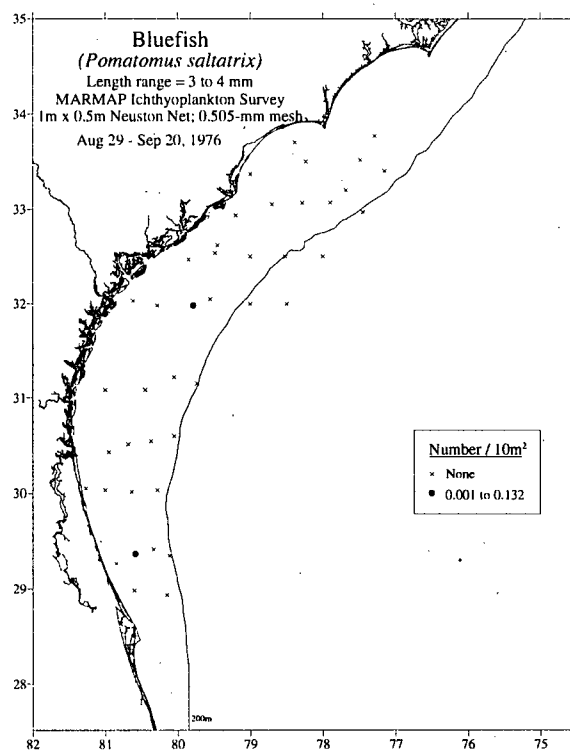 Bluefish
(Pomatomus saltatrix)
Length range = 3 to 4 mm
MARMAP Ichthyoplankton Survey
1m x 0.5m Neuston Net; 0.505-mm mesh
Aug 29 - Sep 20, 1976
35
34
33
32
31
30
29
28
Number / 10m²
× None
● 0.001 to 0.132
200m
82 81 80 79 78 77 76 75